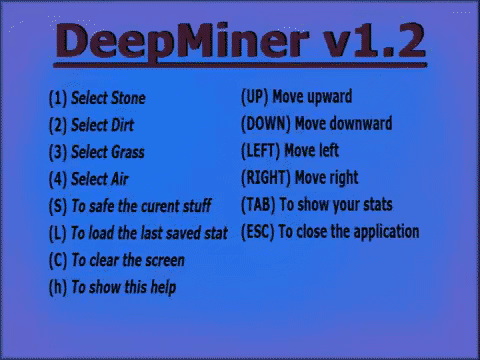 DeepMiner v1.2
(1) Select Stone
(2) Select Dirt
(3) Select Grass
(4) Select Air
(S) To safe the curent stuff
(L) To load the last saved stat
(C) To clear the screen
(h) To show this help
(UP) Move upward
(DOWN) Move downward
(LEFT) Move left
(RIGHT) Move right
(TAB) To show your stats
(ESC) To close the application